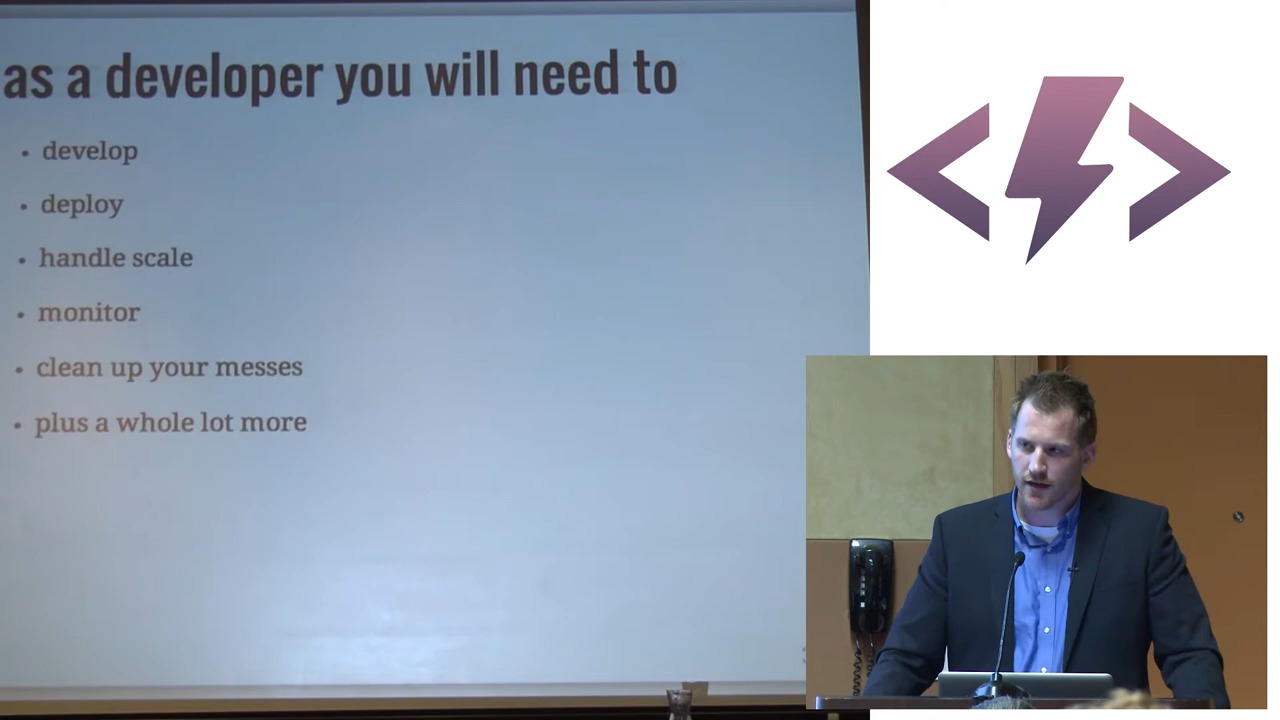 as a developer you will need to
• develop
• deploy
• handle scale
• monitor
• clean up your messes
• plus a whole lot more